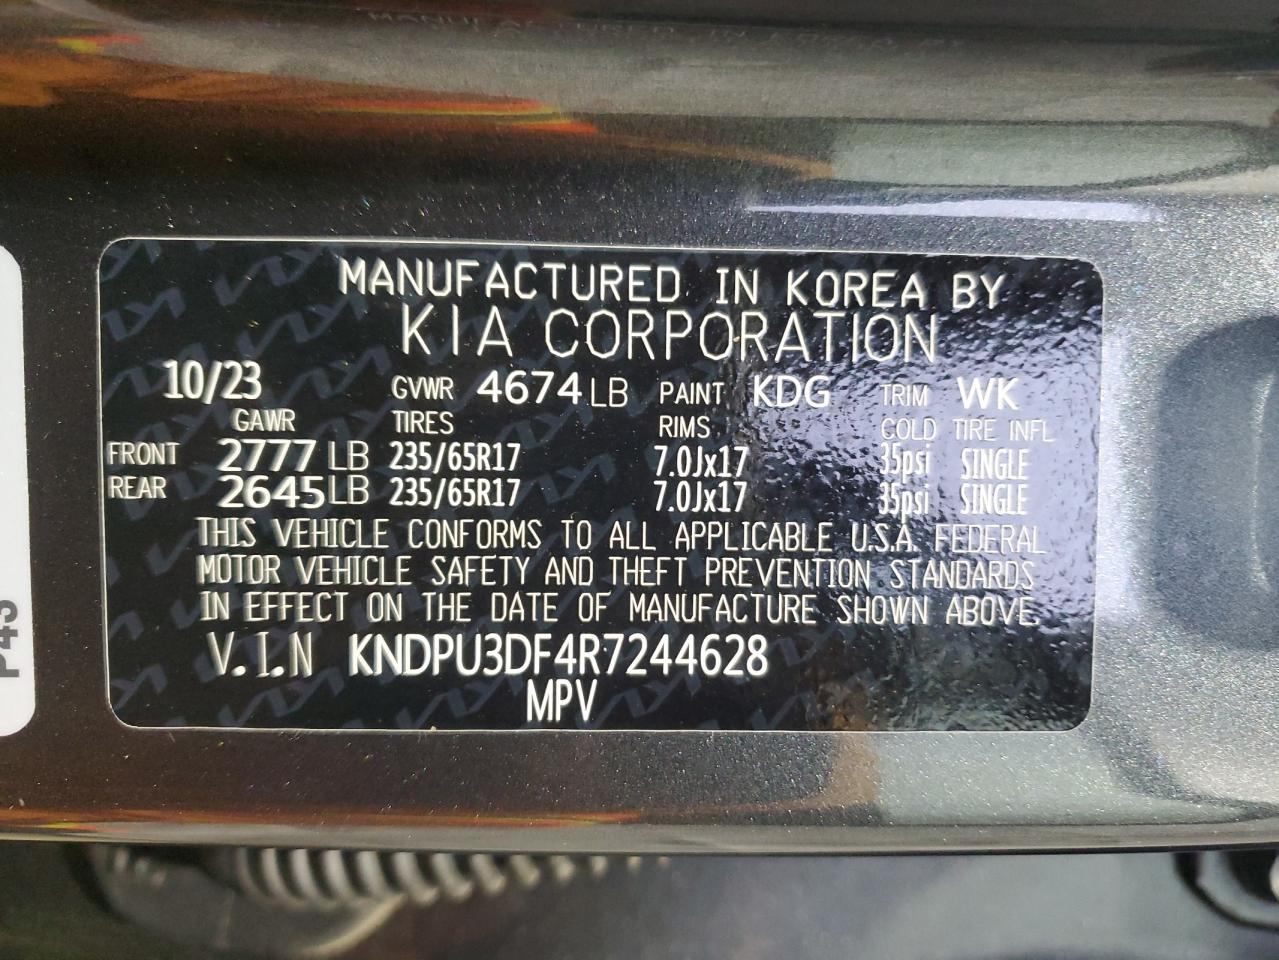 MANUFACTURED IN KOREA BY
KIA CORPORATION
10/23 GVWR 4674 LB PAINT KDG TRIM WK
GAWR TIRES RIMS COLD TIRE INFL
FRONT 2777 LB 235/65R17 7.0Jx17 35psi SINGLE
REAR 2645 LB 235/65R17 7.0Jx17 35psi SINGLE
THIS VEHICLE CONFORMS TO ALL APPLICABLE U.S.A. FEDERAL
MOTOR VEHICLE SAFETY AND THEFT PREVENTION STANDARDS
IN EFFECT ON THE DATE OF MANUFACTURE SHOWN ABOVE.
V.I.N KNDPU3DF4R7244628
MPV